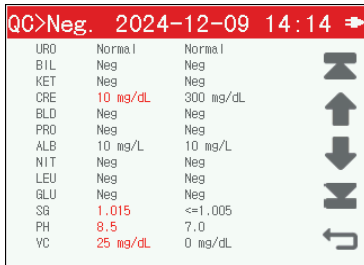 QC>Neg. 2024-12-09 14:14
URO Normal Normal
BIL Neg Neg
KET Neg Neg
CRE 10 mg/dL 300 mg/dL
BLD Neg Neg
PRO Neg Neg
ALB 10 mg/L 10 mg/L
NIT Neg Neg
LEU Neg Neg
GLU Neg Neg
SG 1.015 <=1.005
PH 8.5 7.0
VC 25 mg/dL 0 mg/dL